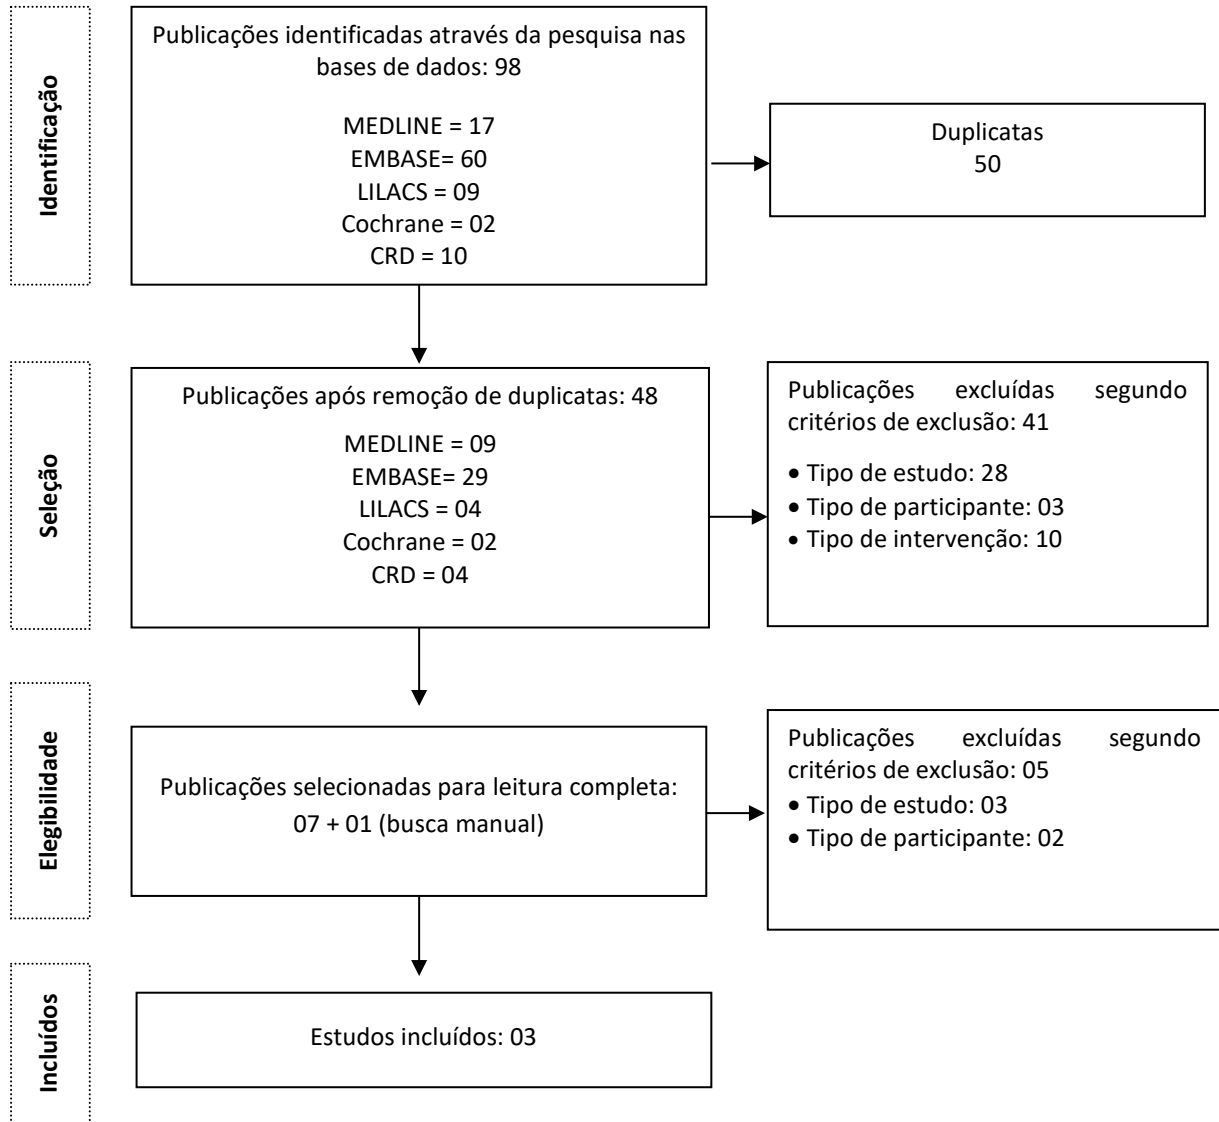 Identificação
Publicações identificadas através da pesquisa nas
bases de dados: 98
MEDLINE = 17
EMBASE= 60
LILACS = 09
Cochrane = 02
CRD = 10
Duplicatas
50
Seleção
Publicações após remoção de duplicatas: 48
MEDLINE = 09
EMBASE= 29
LILACS = 04
Cochrane = 02
CRD = 04
Publicações excluídas segundo
critérios de exclusão: 41
• Tipo de estudo: 28
• Tipo de participante: 03
• Tipo de intervenção: 10
Elegibilidade
Publicações selecionadas para leitura completa:
07 + 01 (busca manual)
Publicações excluídas segundo
critérios de exclusão: 05
• Tipo de estudo: 03
• Tipo de participante: 02
Incluídos
Estudos incluídos: 03